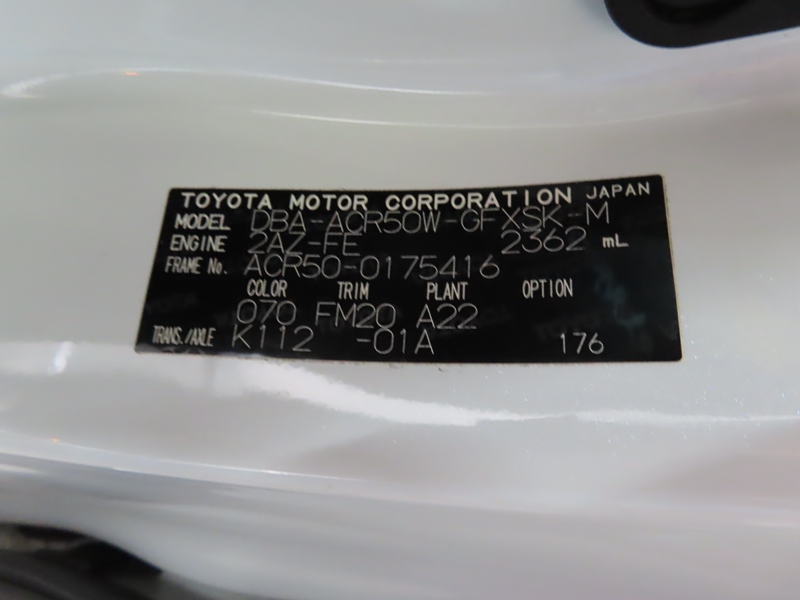 TOYOTA MOTOR CORPORATION JAPAN
MODEL DBA-ACR50W-GFXSK-M
ENGINE 2AZ-FE 2362 mL
FRAME No. ACR50-0175416
COLOR TRIM PLANT OPTION
070 FM20 A22
TRANS./AXLE K112 -01A 176